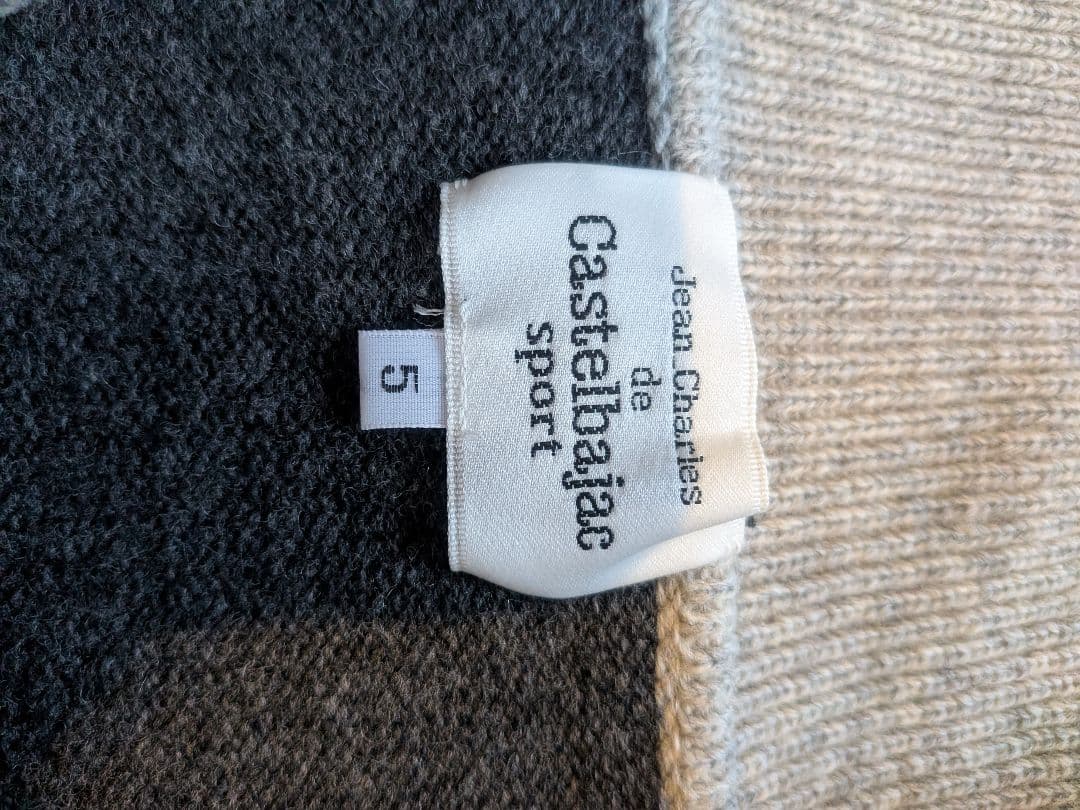 Jean Charles
de
Castelbajac
sport
5